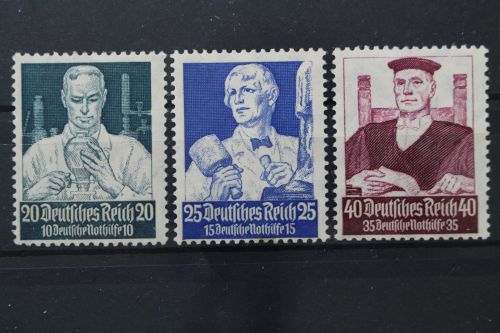 20 Deutsches Reich 20
10 Deutsche Nothilfe 10
25 Deutsches Reich 25
15 Deutsche Nothilfe 15
40 Deutsches Reich 40
35 Deutsche Nothilfe 35